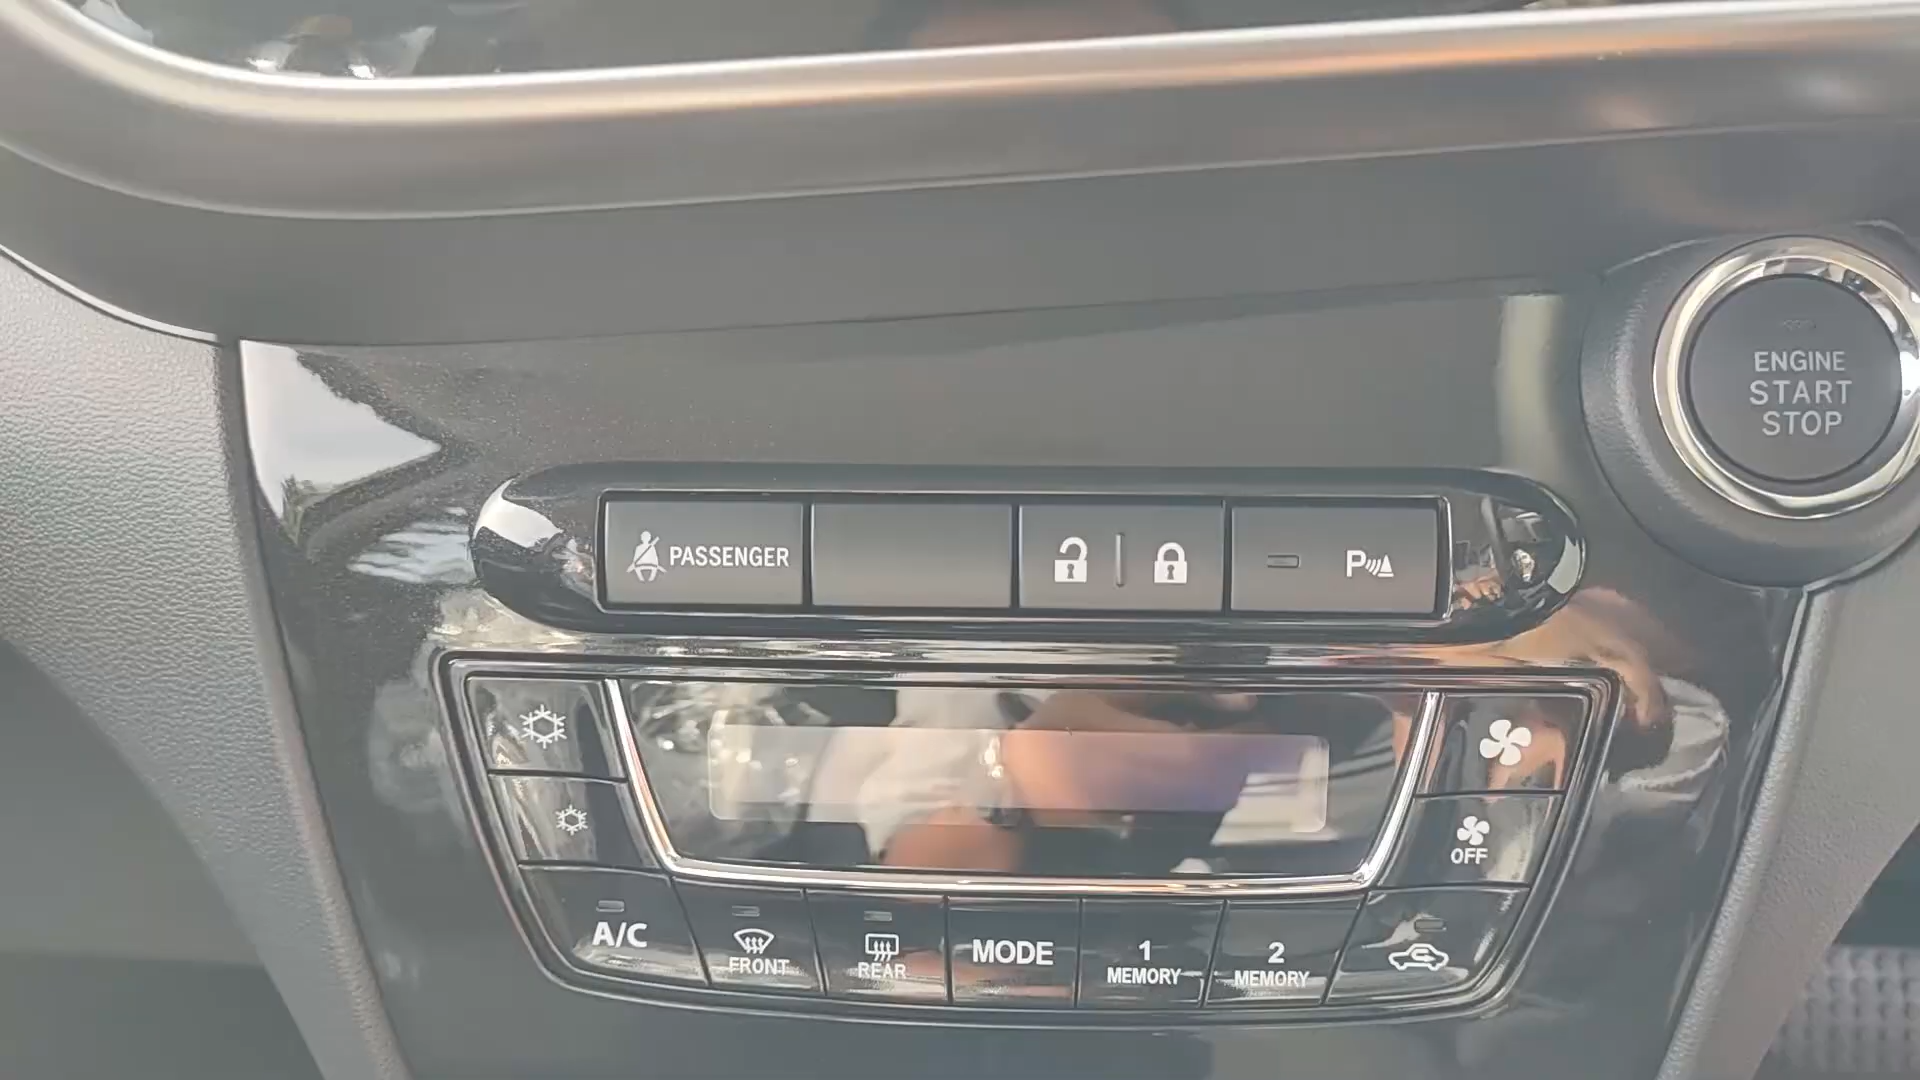 ENGINE
START
STOP
PASSENGER
P
OFF
A/C
FRONT
REAR
MODE
1
MEMORY
2
MEMORY